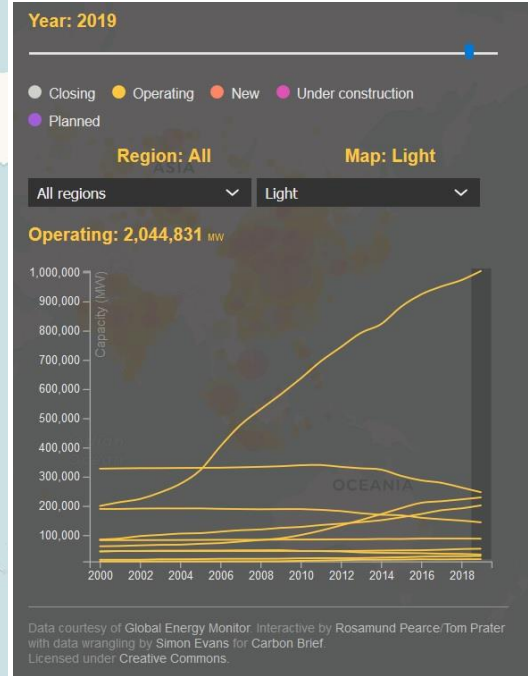 Year: 2019
Closing Operating New Under construction
Planned
Region: All Map: Light
ASIA
All regions Light
Operating: 2,044,831 MW
Capacity (MW)
1,000,000
900,000
800,000
700,000
600,000
500,000
400,000
300,000
OCEANIA
200,000
100,000
2000 2002 2004 2006 2008 2010 2012 2014 2016 2018
Data courtesy of Global Energy Monitor. Interactive by Rosamund Pearce/Tom Prater
with data wrangling by Simon Evans for Carbon Brief.
Licensed under Creative Commons.